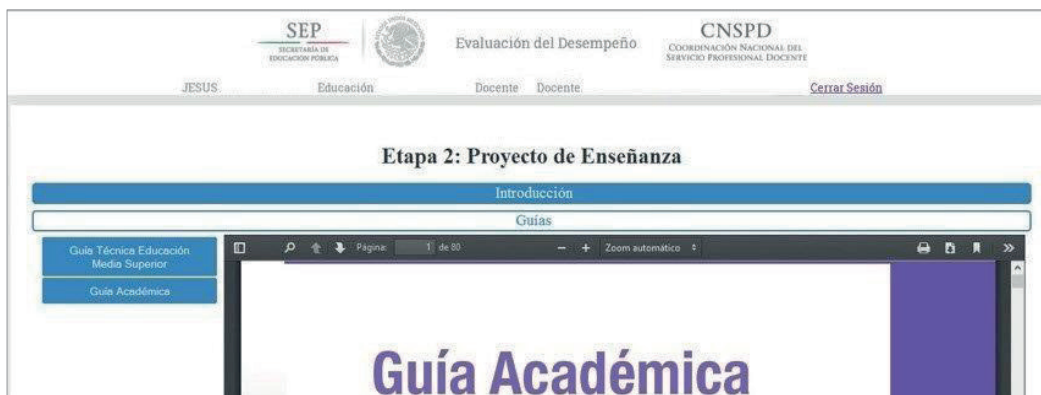 SEP
SECRETARÍA DE
EDUCACIÓN PÚBLICA
Evaluación del Desempeño
CNSPD
COORDINACIÓN NACIONAL DEL
SERVICIO PROFESIONAL DOCENTE
JESUS Educación Docente Docente Cerrar Sesión
Etapa 2: Proyecto de Enseñanza
Introducción
Guías
Guía Técnica Educación
Media Superior
Guía Académica
Página: 1 de 80 Zoom automático
Guía Académica